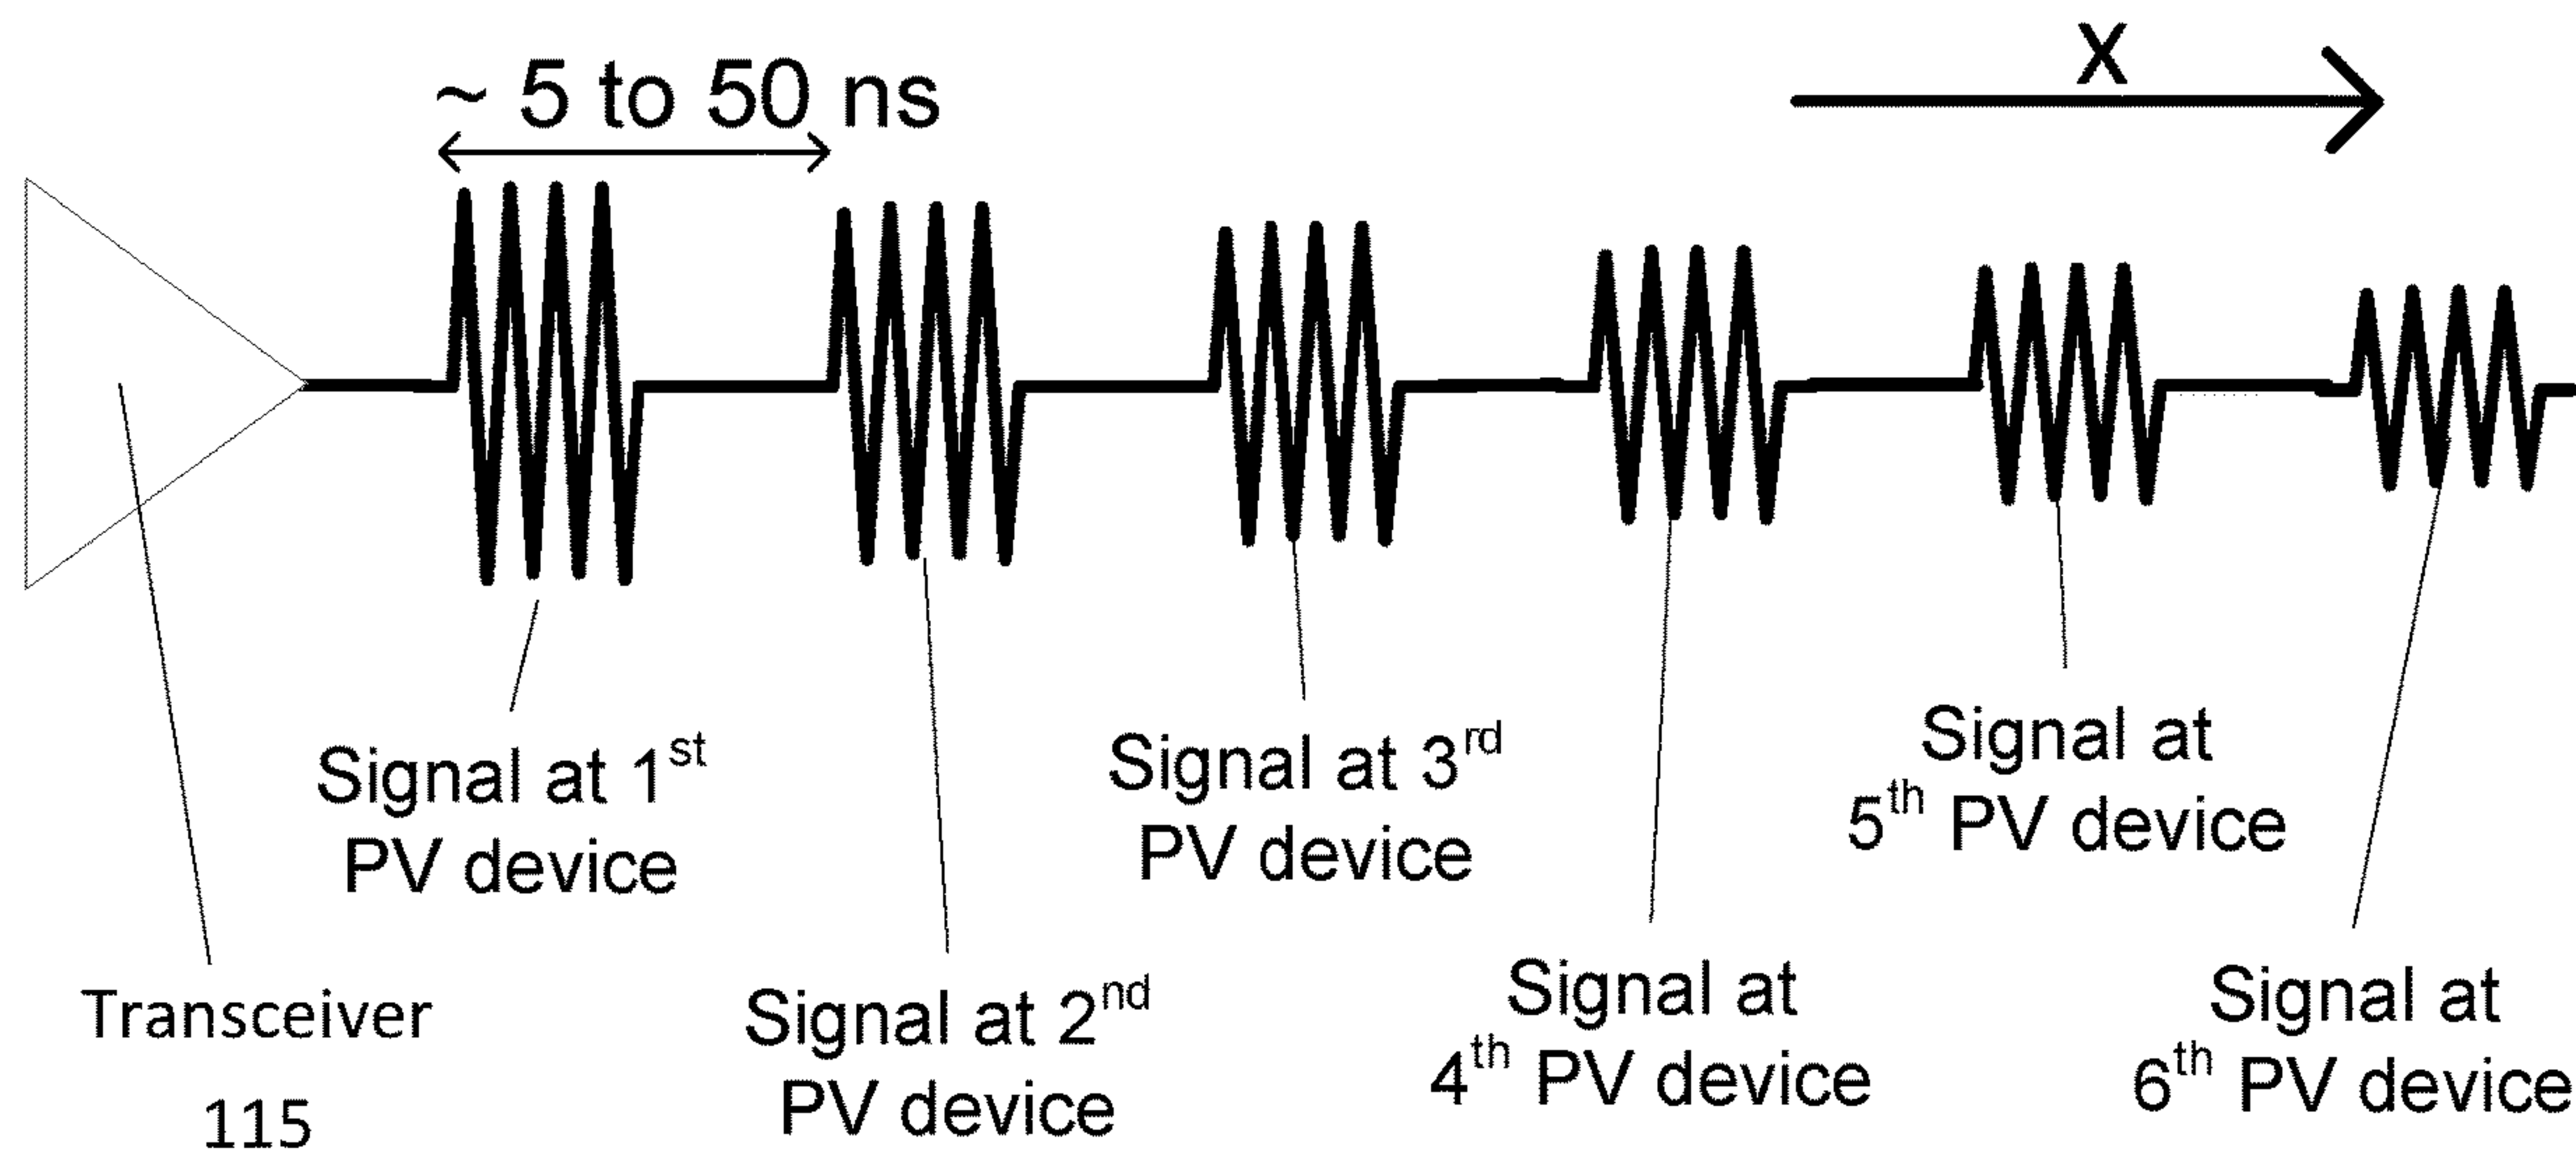 ~ 5 to 50 ns
X
Signal at 1st
PV device
Signal at 2nd
PV device
Signal at 3rd
PV device
Signal at
4th PV device
Signal at
5th PV device
Signal at
6th PV device
Transceiver
115